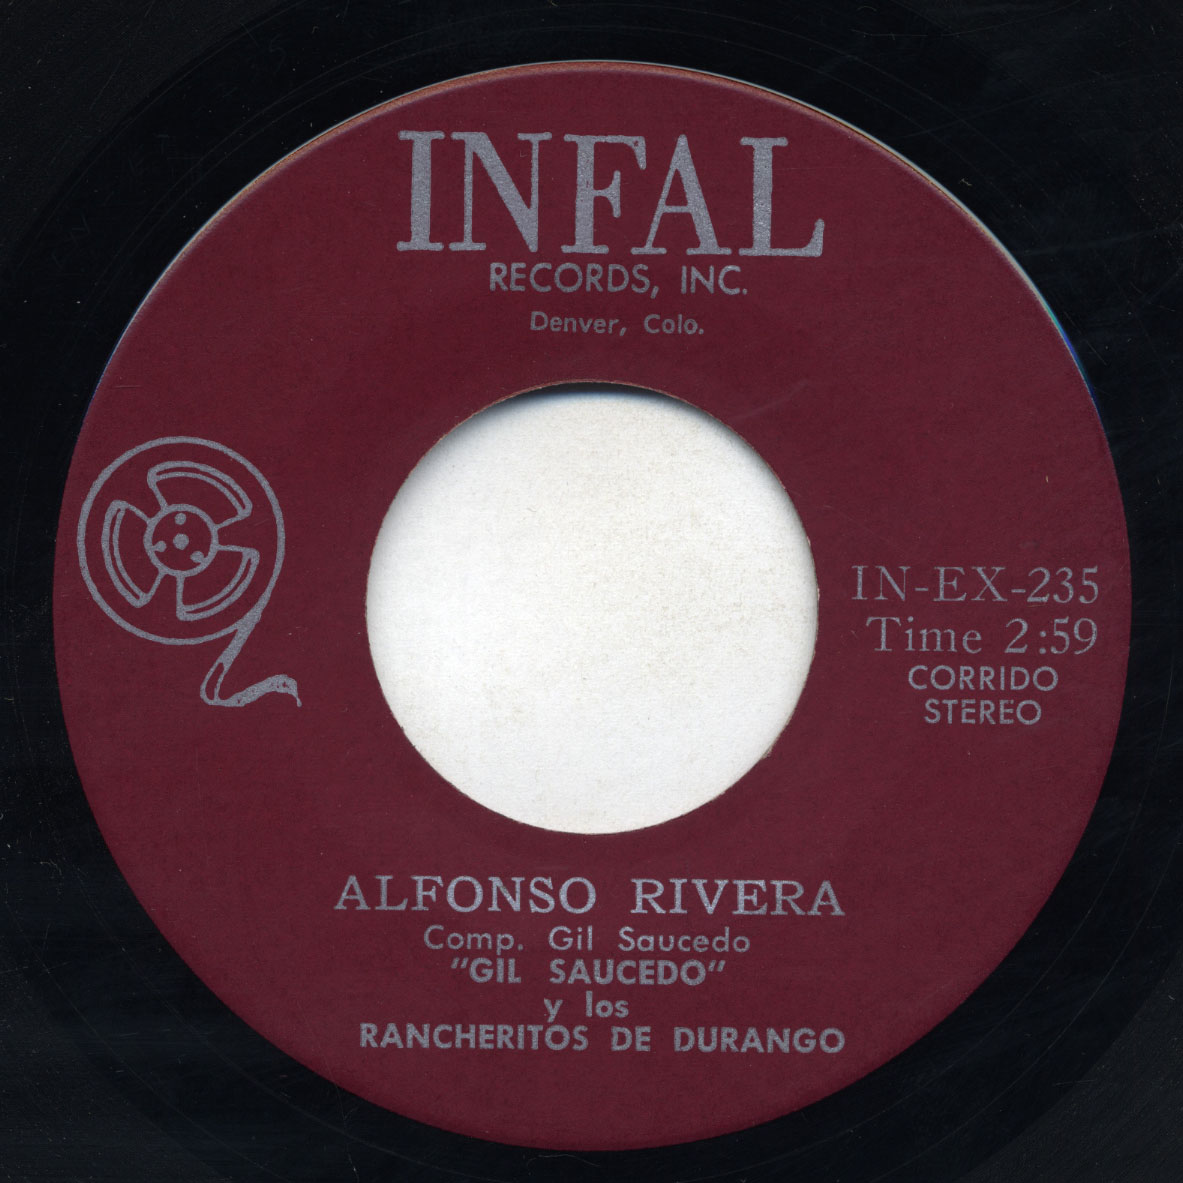 INFAL
RECORDS, INC.
Denver, Colo.
IN-EX-235
Time 2:59
CORRIDO
STEREO
ALFONSO RIVERA
Comp. Gil Saucedo
"GIL SAUCEDO"
y los
RANCHERITOS DE DURANGO